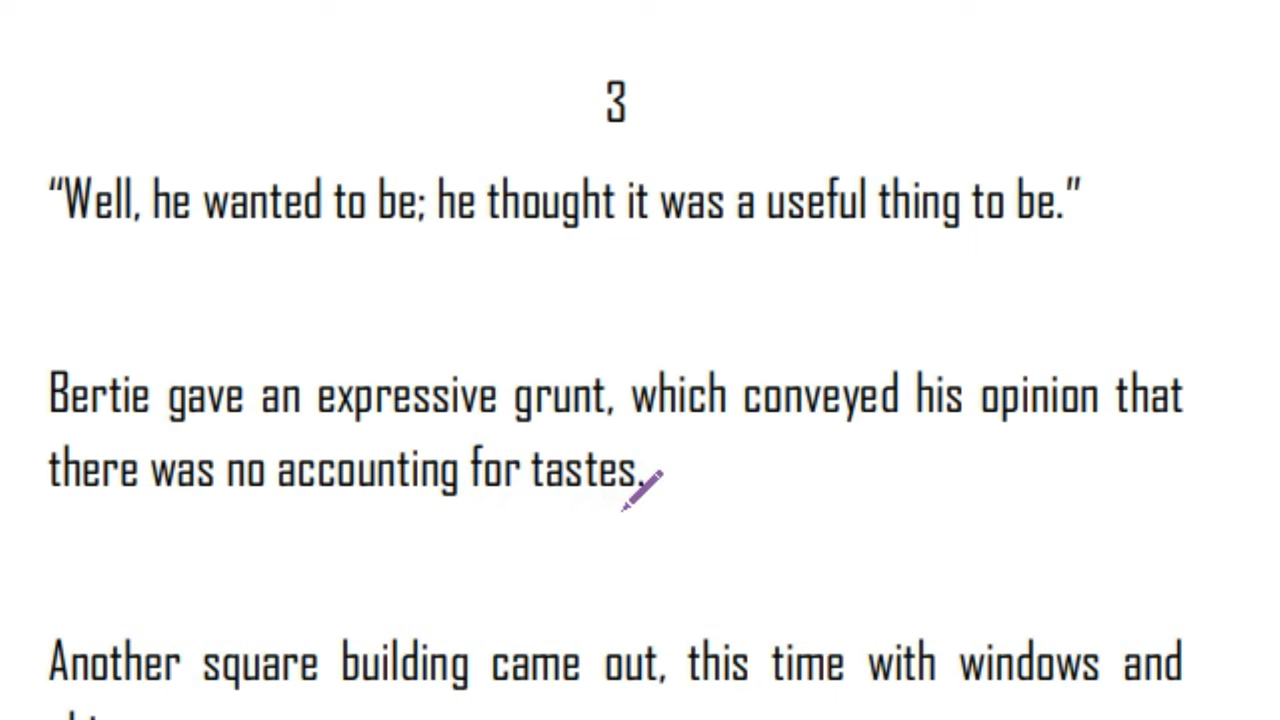 3
“Well, he wanted to be; he thought it was a useful thing to be.”
Bertie gave an expressive grunt, which conveyed his opinion that
there was no accounting for tastes.
Another square building came out, this time with windows and